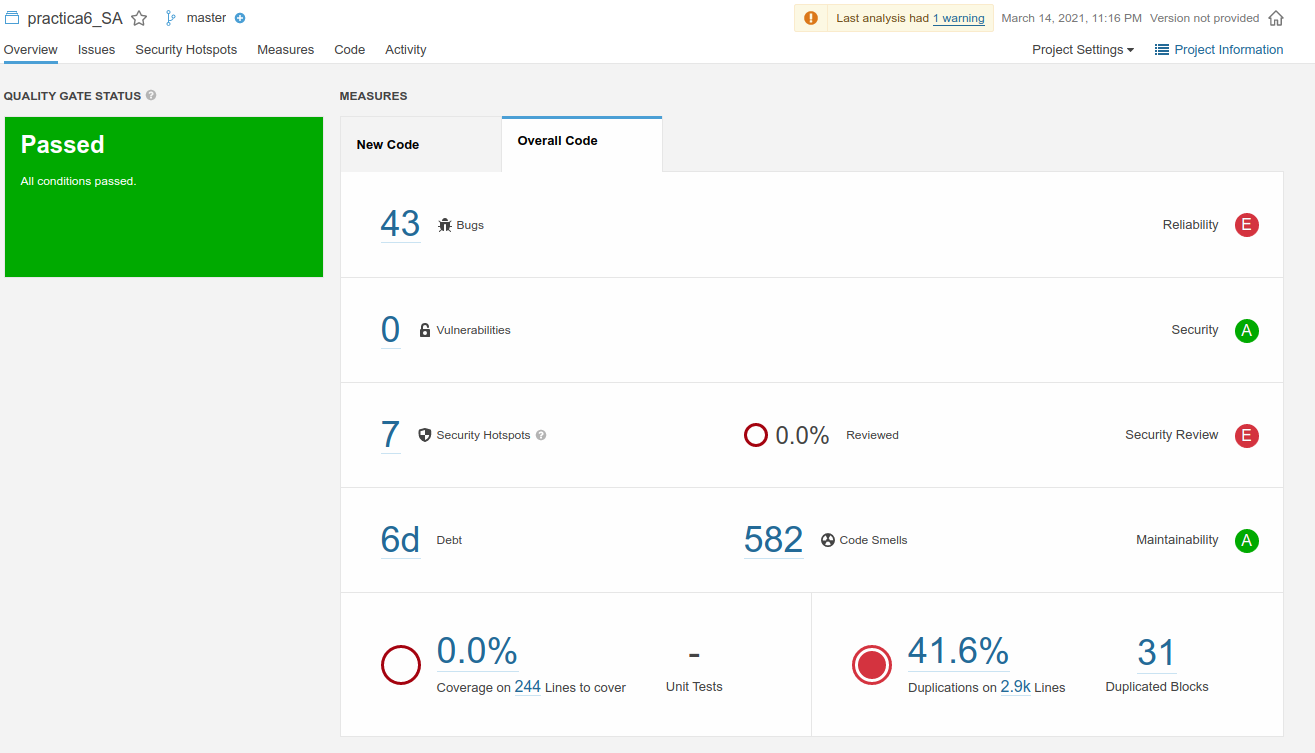 practica6_SA master Last analysis had 1 warning March 14, 2021, 11:16 PM Version not provided
Overview Issues Security Hotspots Measures Code Activity Project Settings Project Information
QUALITY GATE STATUS ?
Passed
All conditions passed.
MEASURES
New Code Overall Code
43 Bugs Reliability E
0 Vulnerabilities Security A
7 Security Hotspots ? 0.0% Reviewed Security Review E
6d Debt 582 Code Smells Maintainability A
0.0%
Coverage on 244 Lines to cover
-
Unit Tests
41.6%
Duplications on 2.9k Lines
31
Duplicated Blocks